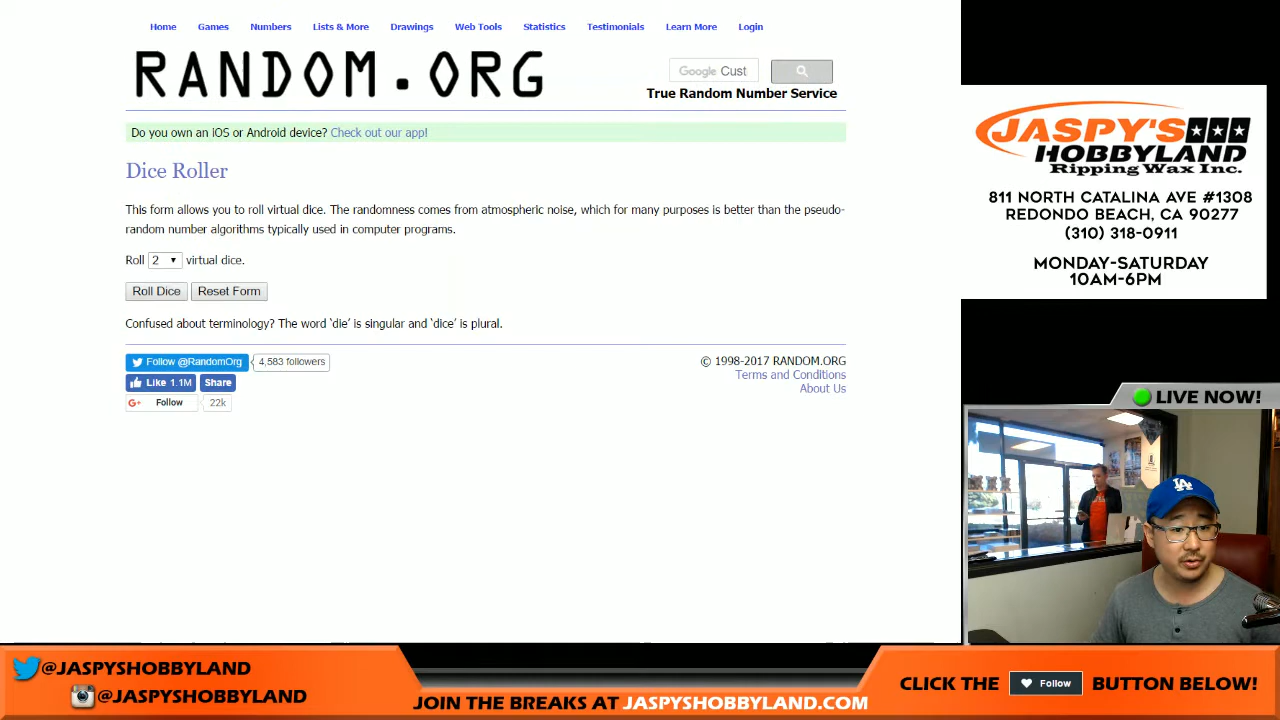 Home Games Numbers Lists & More Drawings Web Tools Statistics Testimonials Learn More Login
RANDOM.ORG
Google Cust
True Random Number Service
Do you own an iOS or Android device? Check out our app!
Dice Roller
This form allows you to roll virtual dice. The randomness comes from atmospheric noise, which for many purposes is better than the pseudo-
random number algorithms typically used in computer programs.
Roll 2 virtual dice.
Roll Dice Reset Form
Confused about terminology? The word ‘die’ is singular and ‘dice’ is plural.
Follow @RandomOrg 4,583 followers
Like 1.1M Share
G+ Follow 22k
© 1998-2017 RANDOM.ORG
Terms and Conditions
About Us
JASPY'S
HOBBYLAND
Ripping Wax Inc.
811 NORTH CATALINA AVE #1308
REDONDO BEACH, CA 90277
(310) 318-0911
MONDAY-SATURDAY
10AM-6PM
LIVE NOW!
LA
@JASPYSHOBBYLAND
@JASPYSHOBBYLAND
JOIN THE BREAKS AT JASPYSHOBBYLAND.COM
CLICK THE Follow BUTTON BELOW!